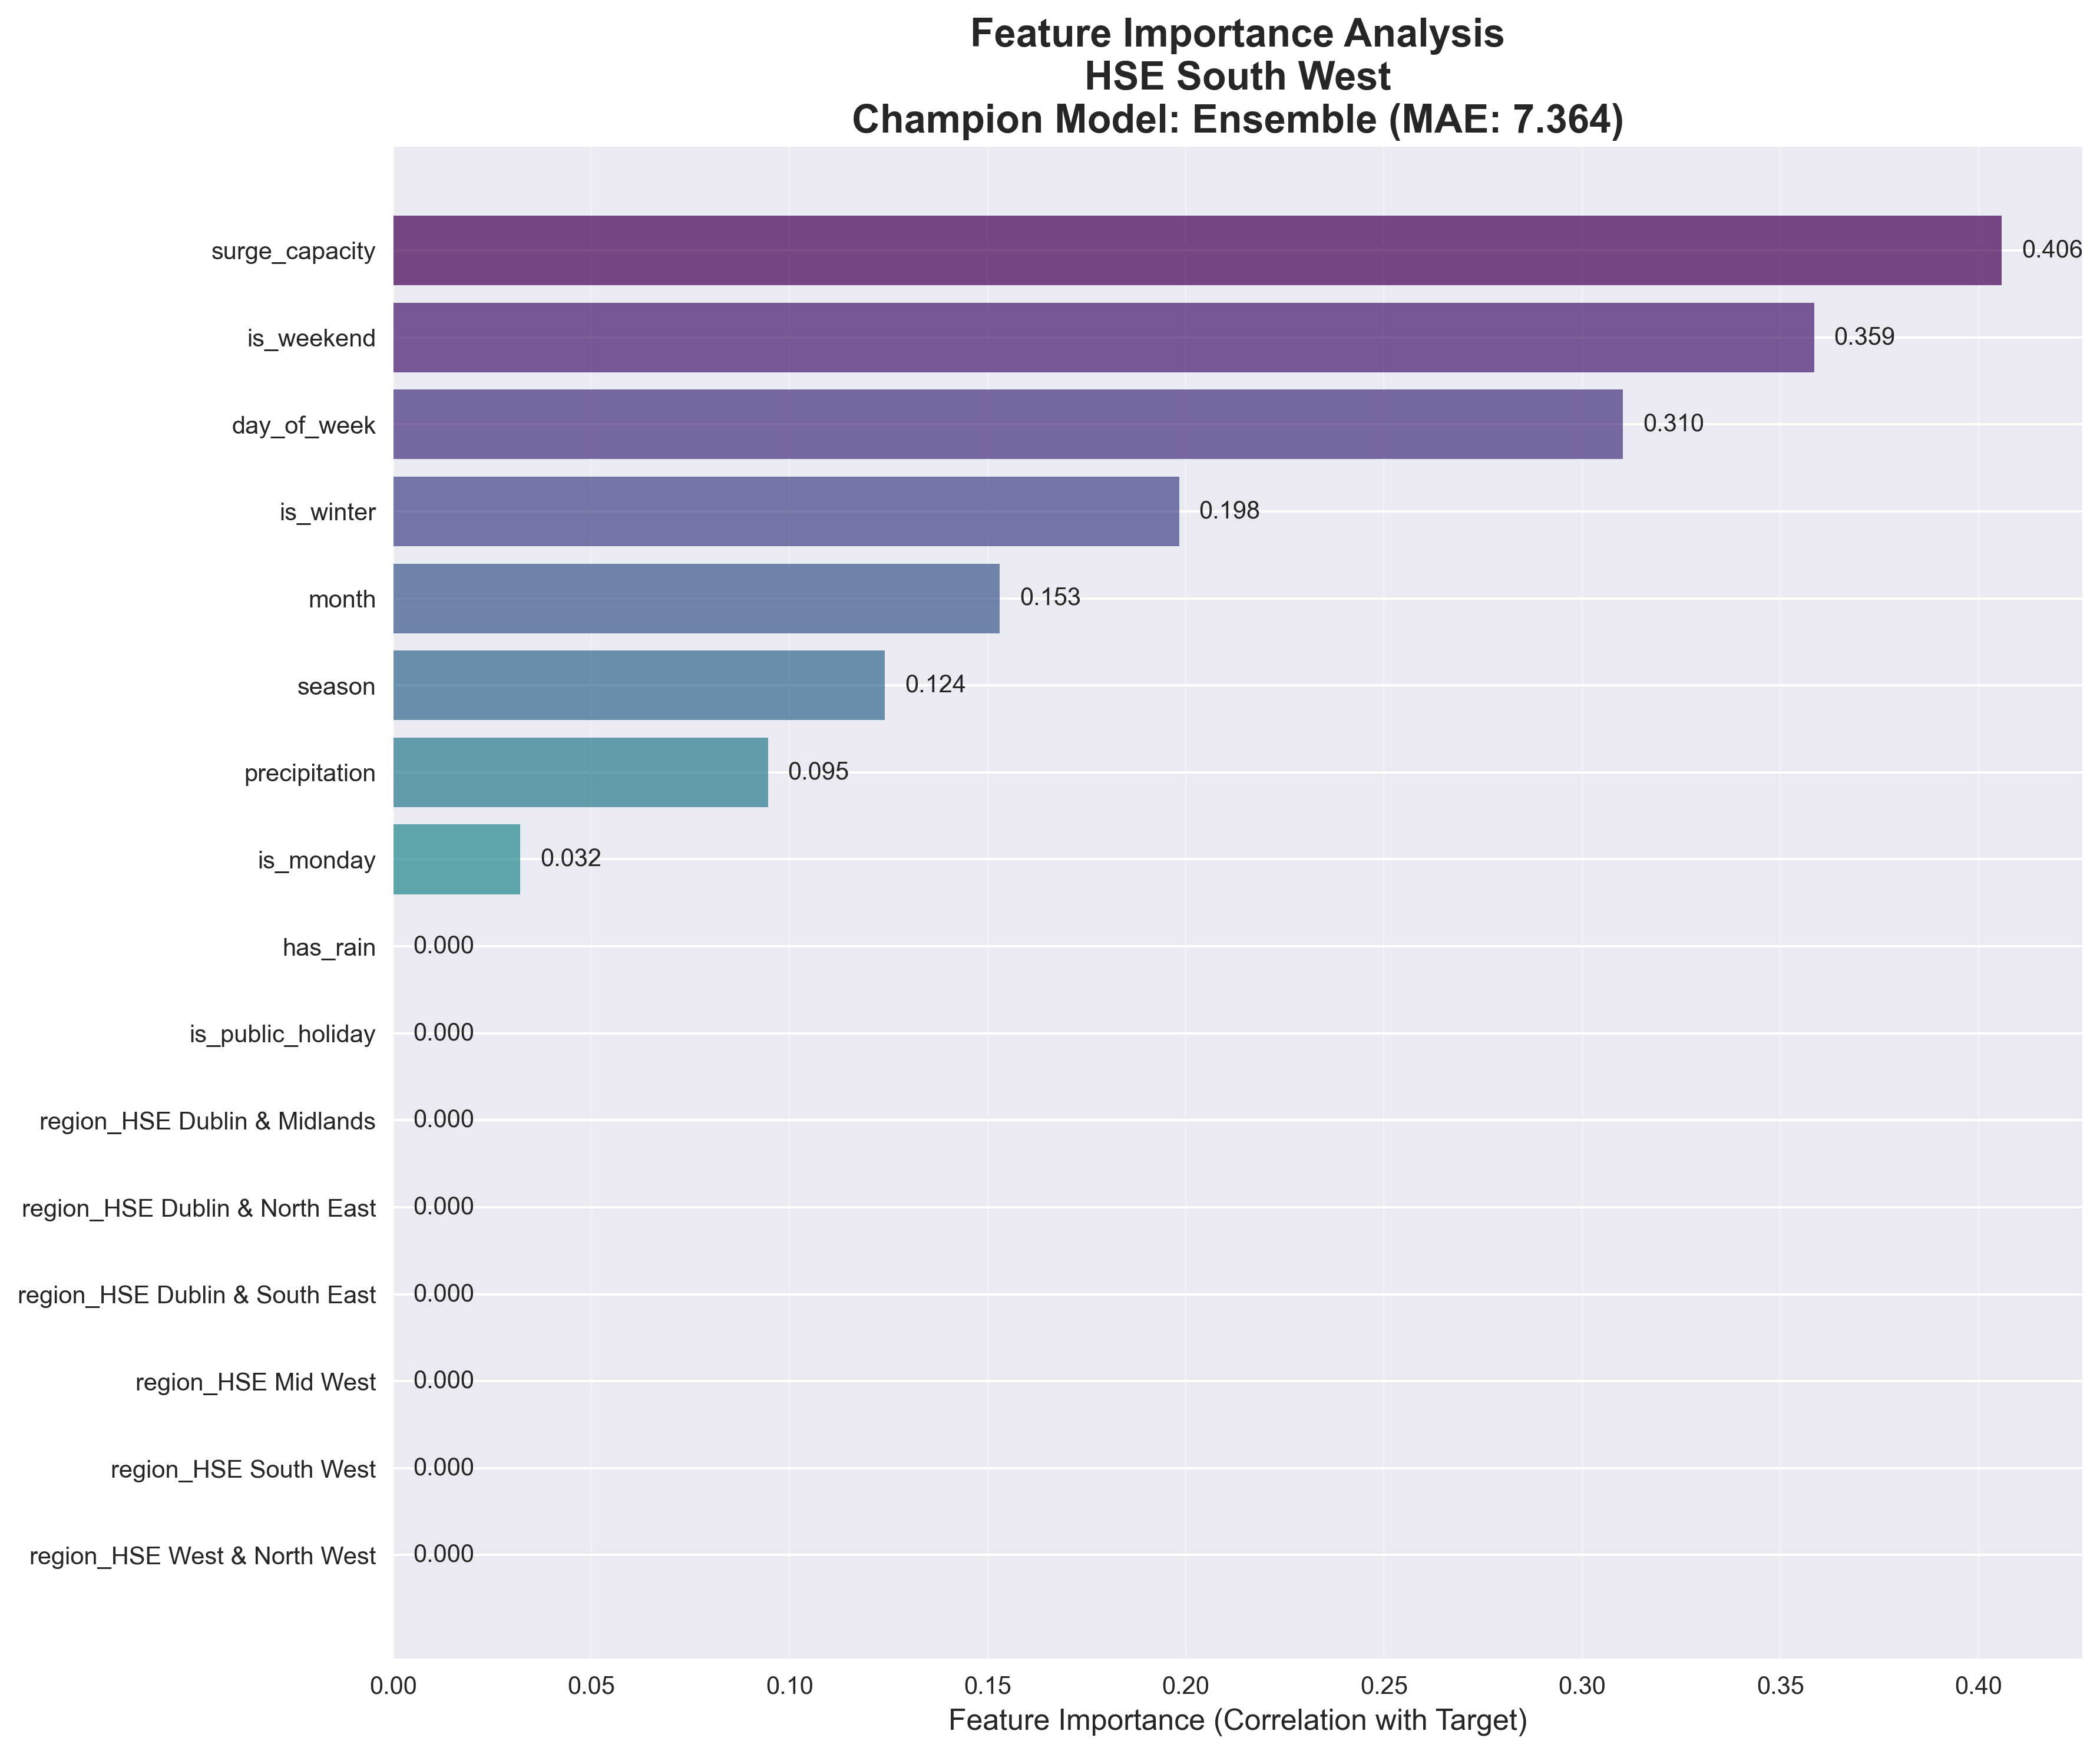 Feature Importance Analysis
HSE South West
Champion Model: Ensemble (MAE: 7.364)
surge_capacity 0.406
is_weekend 0.359
day_of_week 0.310
is_winter 0.198
month 0.153
season 0.124
precipitation 0.095
is_monday 0.032
has_rain 0.000
is_public_holiday 0.000
region_HSE Dublin & Midlands 0.000
region_HSE Dublin & North East 0.000
region_HSE Dublin & South East 0.000
region_HSE Mid West 0.000
region_HSE South West 0.000
region_HSE West & North West 0.000
0.00 0.05 0.10 0.15 0.20 0.25 0.30 0.35 0.40
Feature Importance (Correlation with Target)